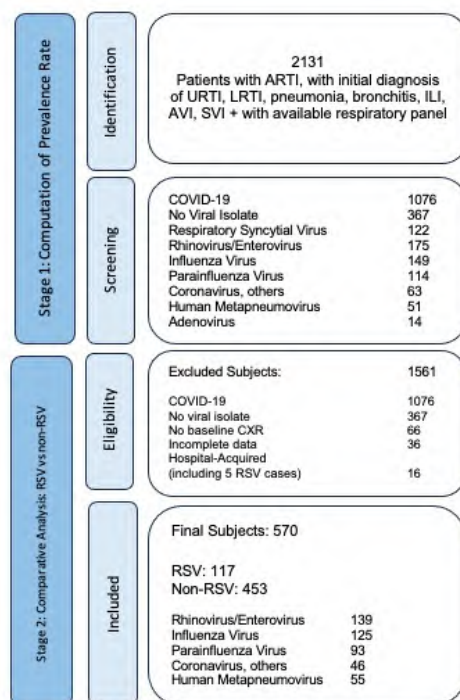 Stage 1: Computation of Prevalence Rate
Identification
2131
Patients with ARTI, with initial diagnosis
of URTI, LRTI, pneumonia, bronchitis, ILI,
AVI, SVI + with available respiratory panel
Screening
COVID-19 1076
No Viral Isolate 367
Respiratory Syncytial Virus 122
Rhinovirus/Enterovirus 175
Influenza Virus 149
Parainfluenza Virus 114
Coronavirus, others 63
Human Metapneumovirus 51
Adenovirus 14
Stage 2: Comparative Analysis: RSV vs non-RSV
Eligibility
Excluded Subjects: 1561
COVID-19 1076
No viral isolate 367
No baseline CXR 66
Incomplete data 36
Hospital-Acquired
(including 5 RSV cases) 16
Included
Final Subjects: 570
RSV: 117
Non-RSV: 453
Rhinovirus/Enterovirus 139
Influenza Virus 125
Parainfluenza Virus 93
Coronavirus, others 46
Human Metapneumovirus 55